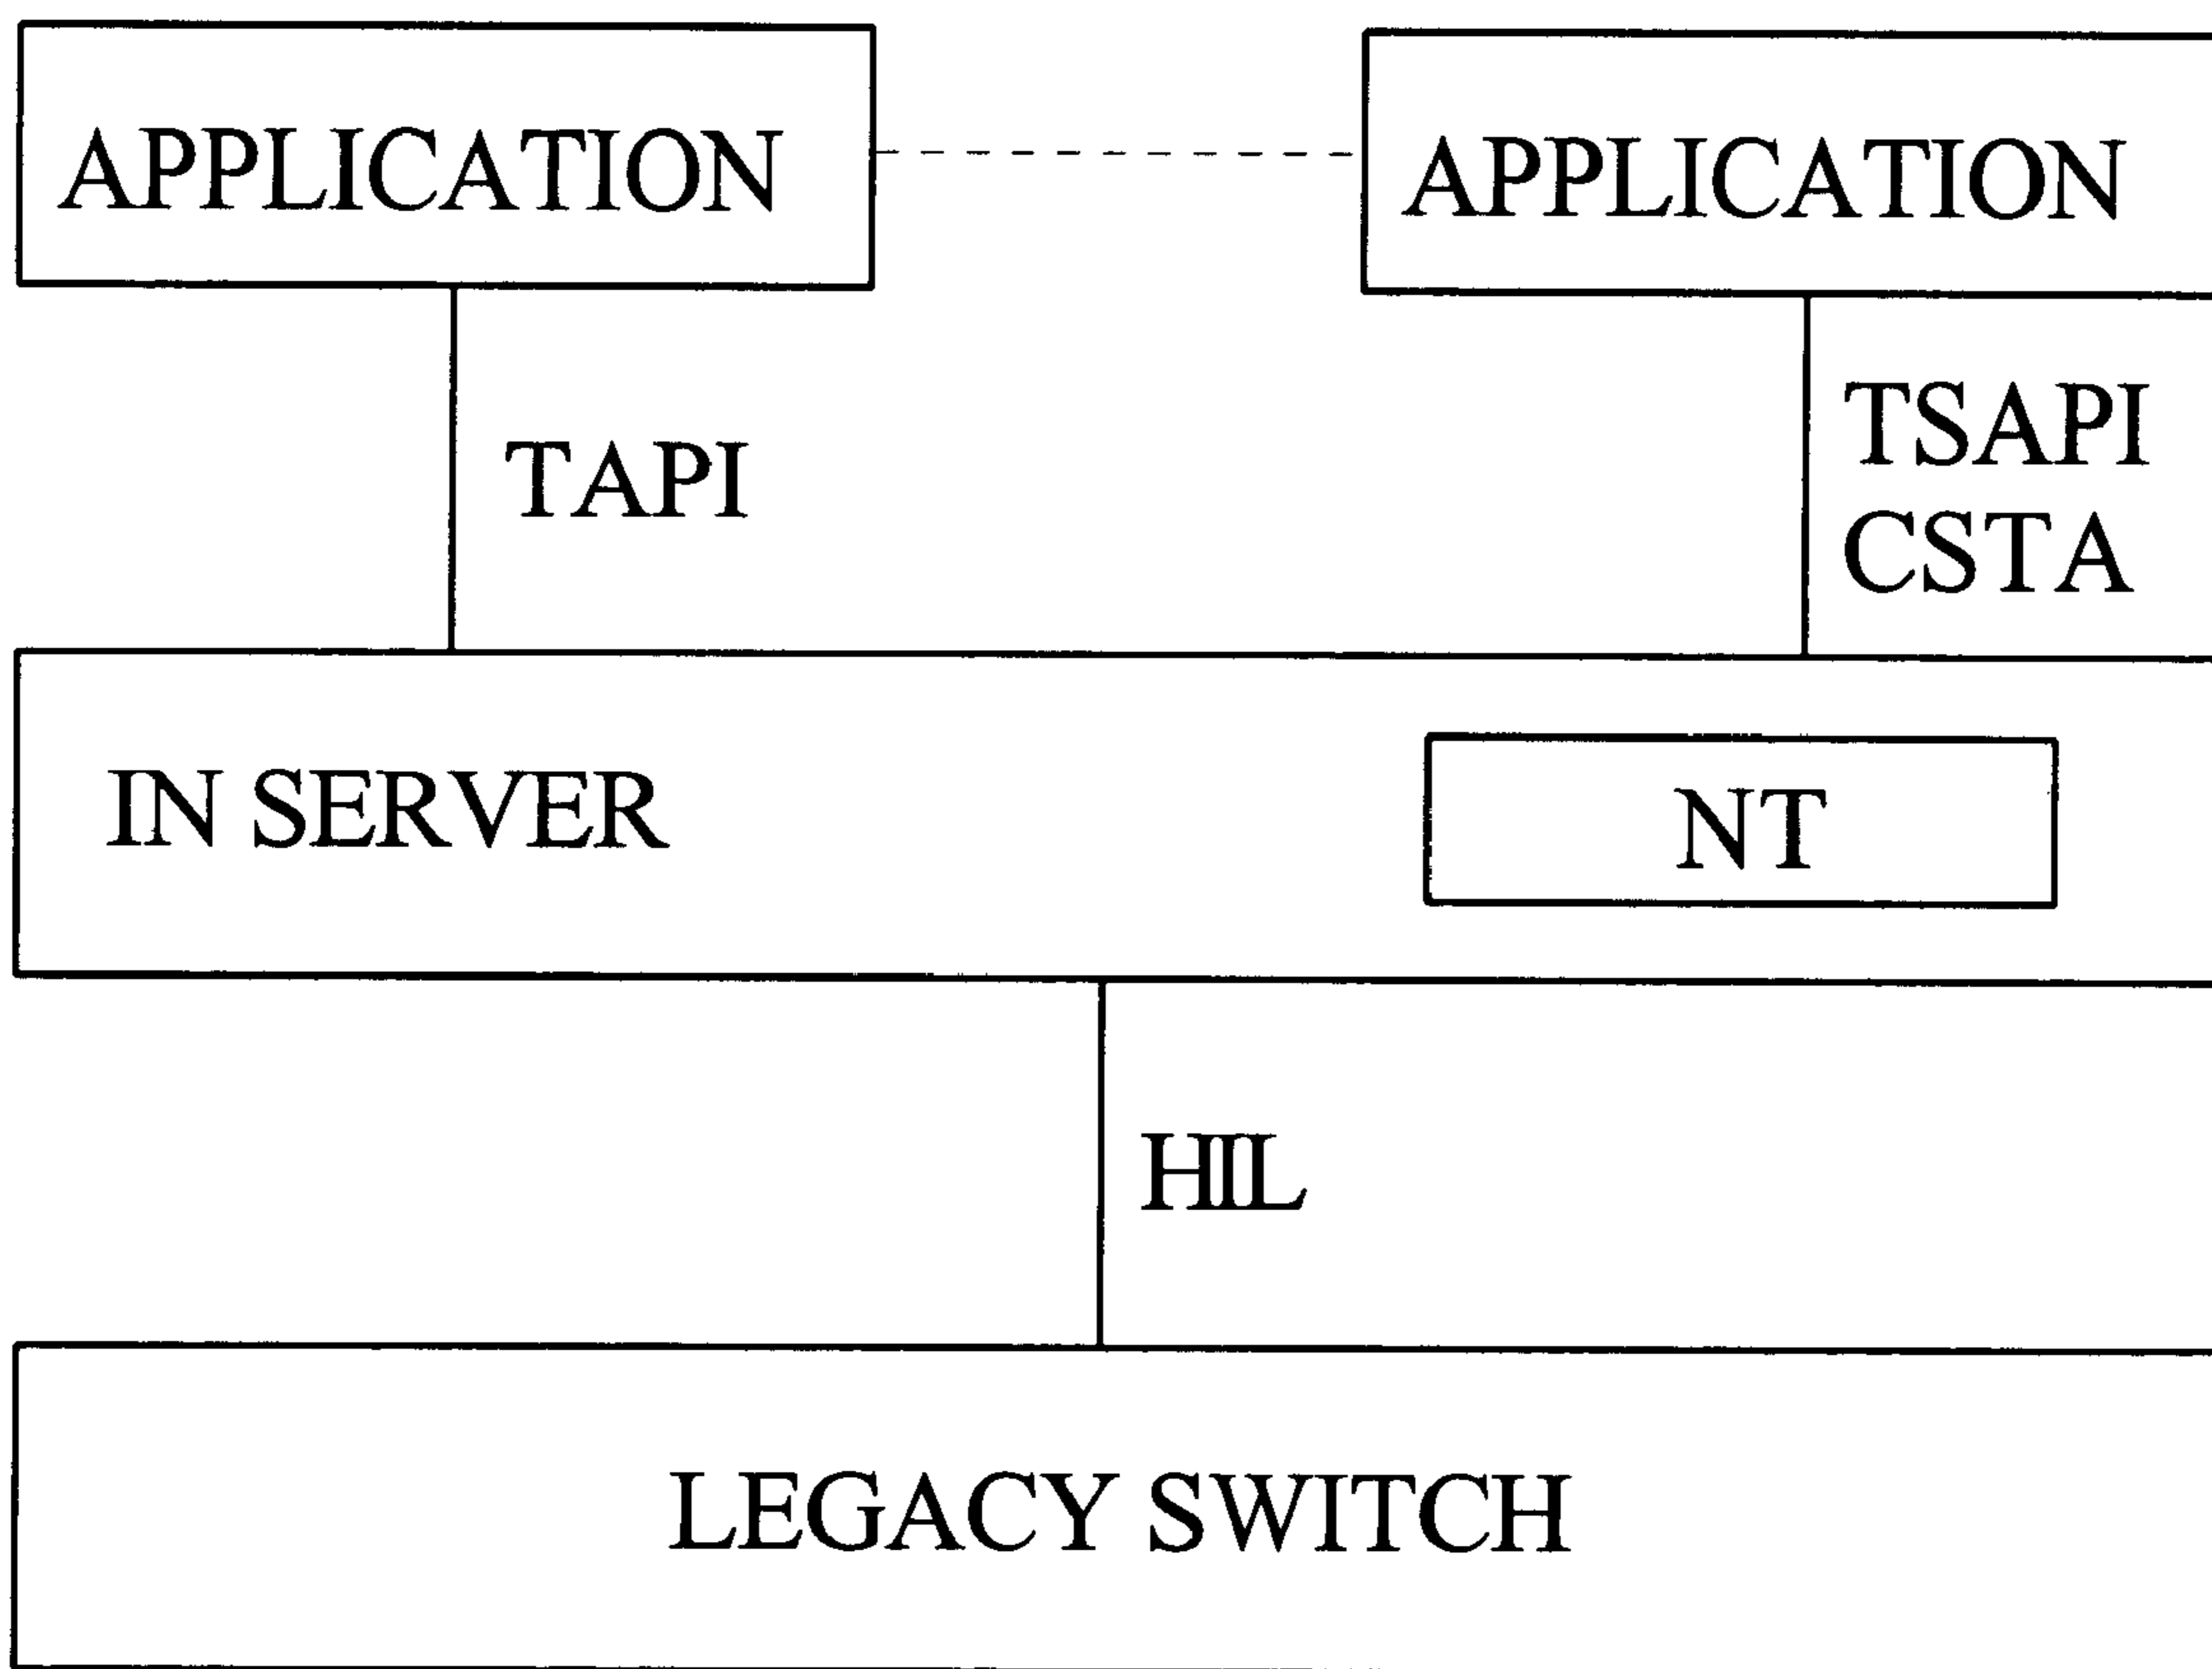 APPLICATION
APPLICATION
TAPI
TSAPI
CSTA
IN SERVER
NT
HIL
LEGACY SWITCH